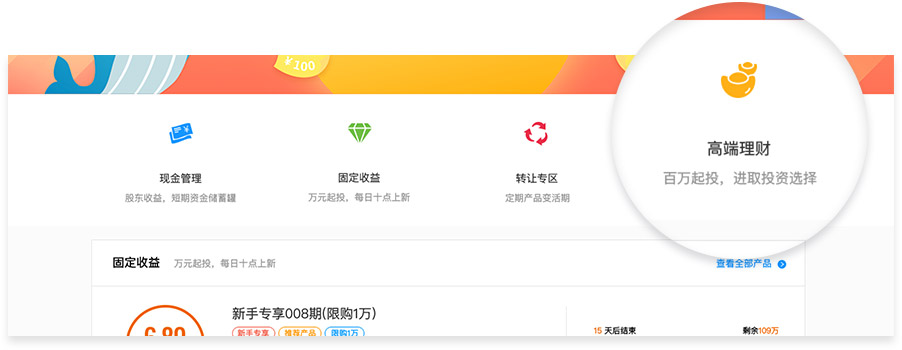 ¥100
现金管理
股东收益，短期资金储蓄罐
固定收益
万元起投，每日十点上新
转让专区
定期产品变活期
高端理财
百万起投，进取投资选择
固定收益 万元起投，每日十点上新 查看全部产品
新手专享008期(限购1万)
新手专享 推荐产品 限购1万
6.80
15 天后结束 剩余109万